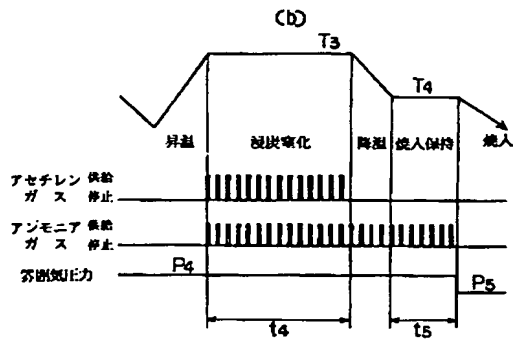 (b)
T3
T4
昇温 浸炭窒化 降温 焼入保持 焼入
アセチレン 供給
ガス 停止
アンモニア 供給
ガス 停止
雰囲気圧力 P4 P5
t4 t5